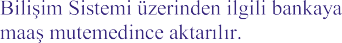 Bilişim Sistemi üzerinden ilgili bankaya
maaş mutemedince aktarılır.